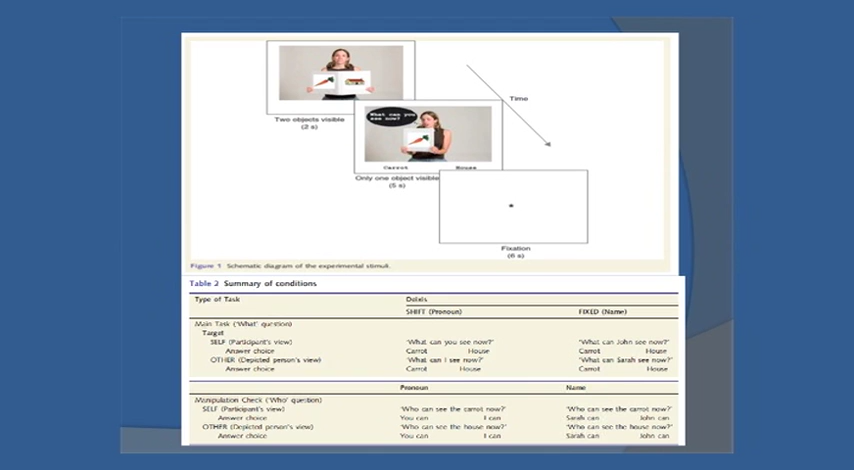 Two objects visible
(2 s)
Time
What can you
see now?
Carrot House
Only one object visible
(5 s)
Fixation
(6 s)
Figure 1 Schematic diagram of the experimental stimuli.
Table 2 Summary of conditions
Type of Task Deixis
SHIFT (Pronoun) FIXED (Name)
Main Task ('What' question)
Target
SELF (Participant's view) 'What can you see now?' 'What can John see now?'
Answer choice Carrot House Carrot House
OTHER (Depicted person's view) 'What can I see now?' 'What can Sarah see now?'
Answer choice Carrot House Carrot House
Pronoun Name
Manipulation Check ('Who' question)
SELF (Participant's view) 'Who can see the carrot now?' 'Who can see the carrot now?'
Answer choice You can I can Sarah can John can
OTHER (Depicted person's view) 'Who can see the house now?' 'Who can see the house now?'
Answer choice You can I can Sarah can John can